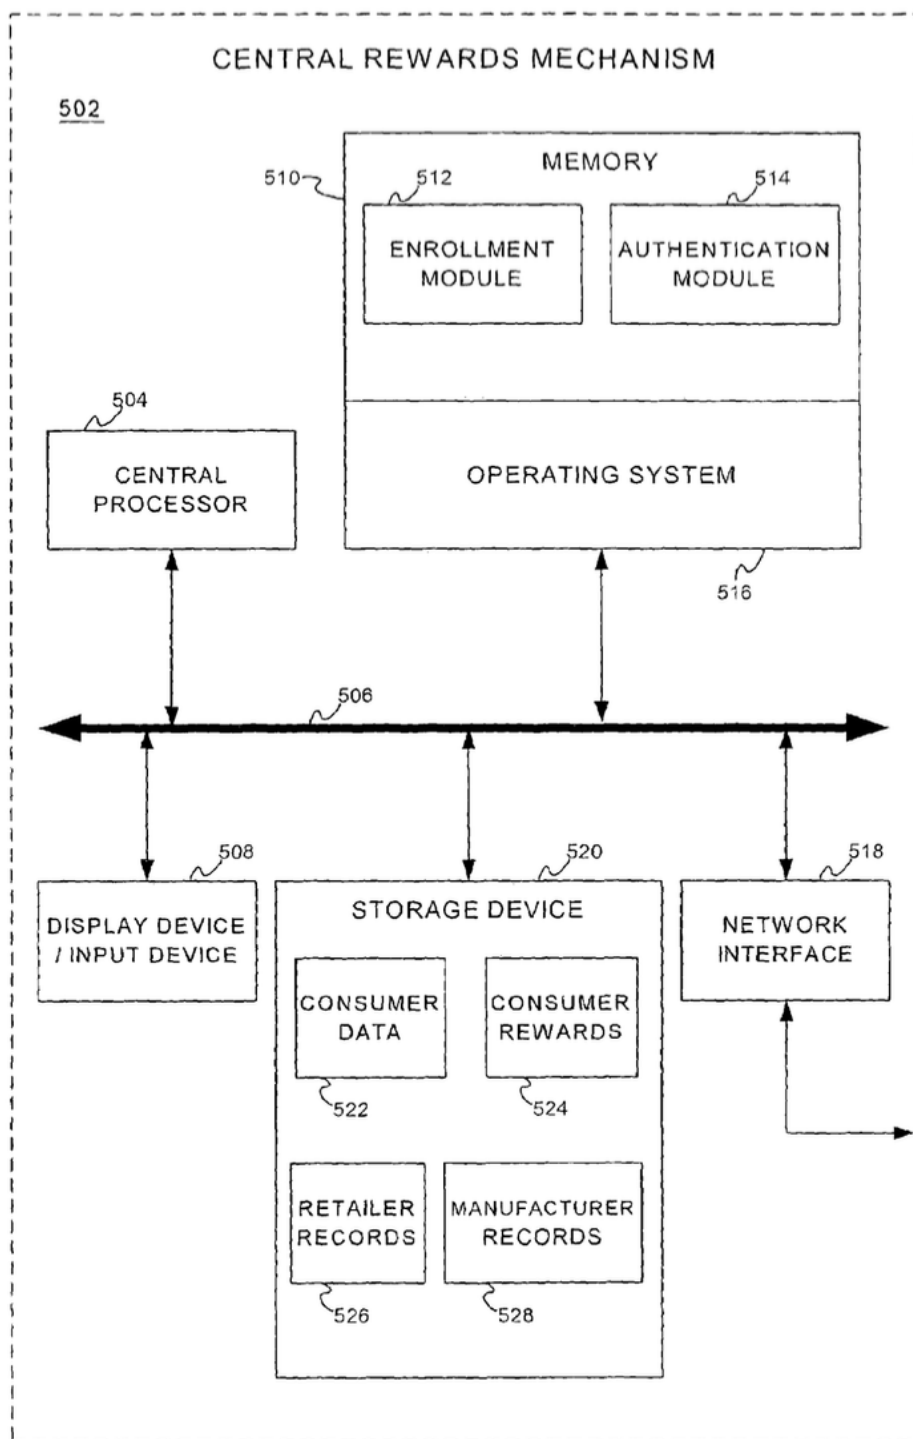 CENTRAL REWARDS MECHANISM
502
MEMORY
510
512
514
ENROLLMENT
MODULE
AUTHENTICATION
MODULE
504
CENTRAL
PROCESSOR
OPERATING SYSTEM
516
506
508
520
518
DISPLAY DEVICE
/ INPUT DEVICE
STORAGE DEVICE
NETWORK
INTERFACE
CONSUMER
DATA
CONSUMER
REWARDS
522
524
RETAILER
RECORDS
MANUFACTURER
RECORDS
526
528